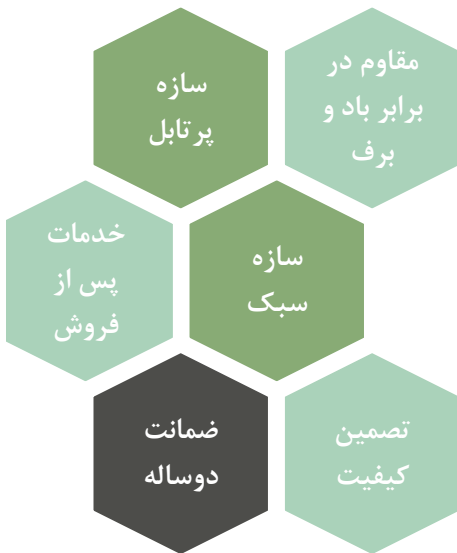 مقاوم در
برابر باد و
برف
سازه
پرتابل
سازه
سبک
خدمات
پس از
فروش
تصمین
کیفیت
ضمانت
دوساله